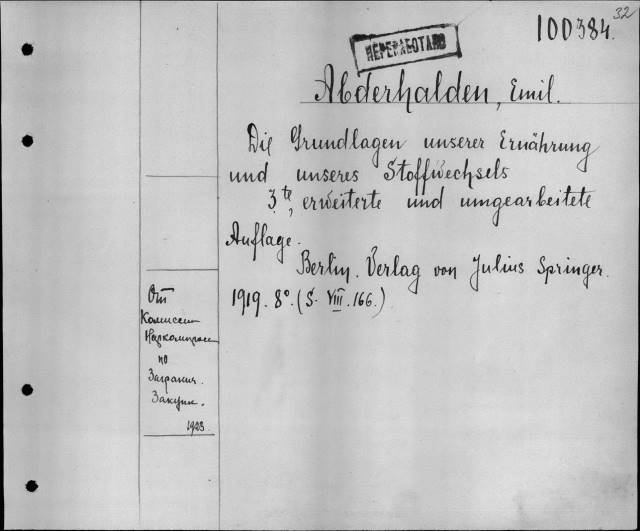 32
100384.
ПЕРЕРАБОТАНО
Abderhalden, Emil.
Die Grundlagen unserer Ernährung
und unseres Stoffwechsels
3te, erweiterte und umgearbeitete
Auflage.
Berlin. Verlag von Julius Springer.
1919. 8°. (S. VIII. 166.)
От
Комиссии
Наркомпроса
по
Заграничн.
Закупк.
1923